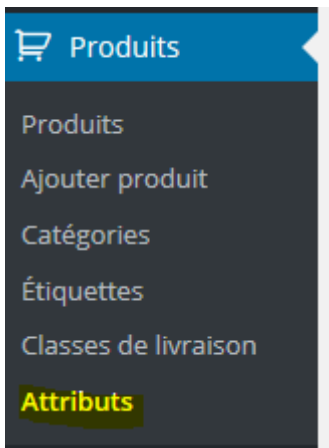 Produits
Produits
Ajouter produit
Catégories
Étiquettes
Classes de livraison
Attributs